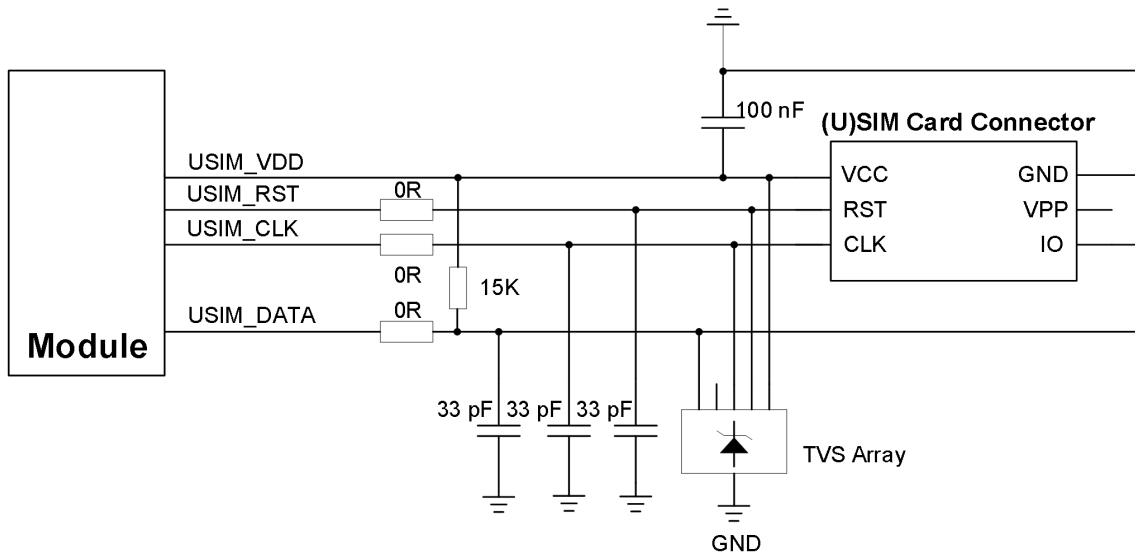 100 nF
(U)SIM Card Connector
USIM_VDD
VCC
GND
USIM_RST
0R
RST
VPP
USIM_CLK
CLK
IO
0R
15K
USIM_DATA
0R
Module
33 pF
33 pF
33 pF
TVS Array
GND